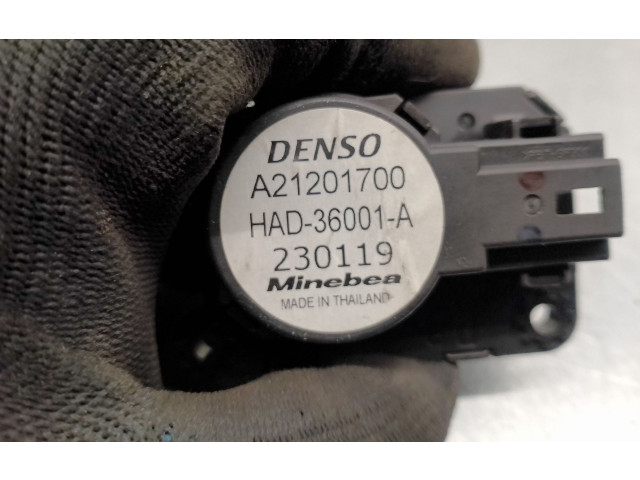 DENSO
A21201700
HAD-36001-A
230119
Minebea
MADE IN THAILAND